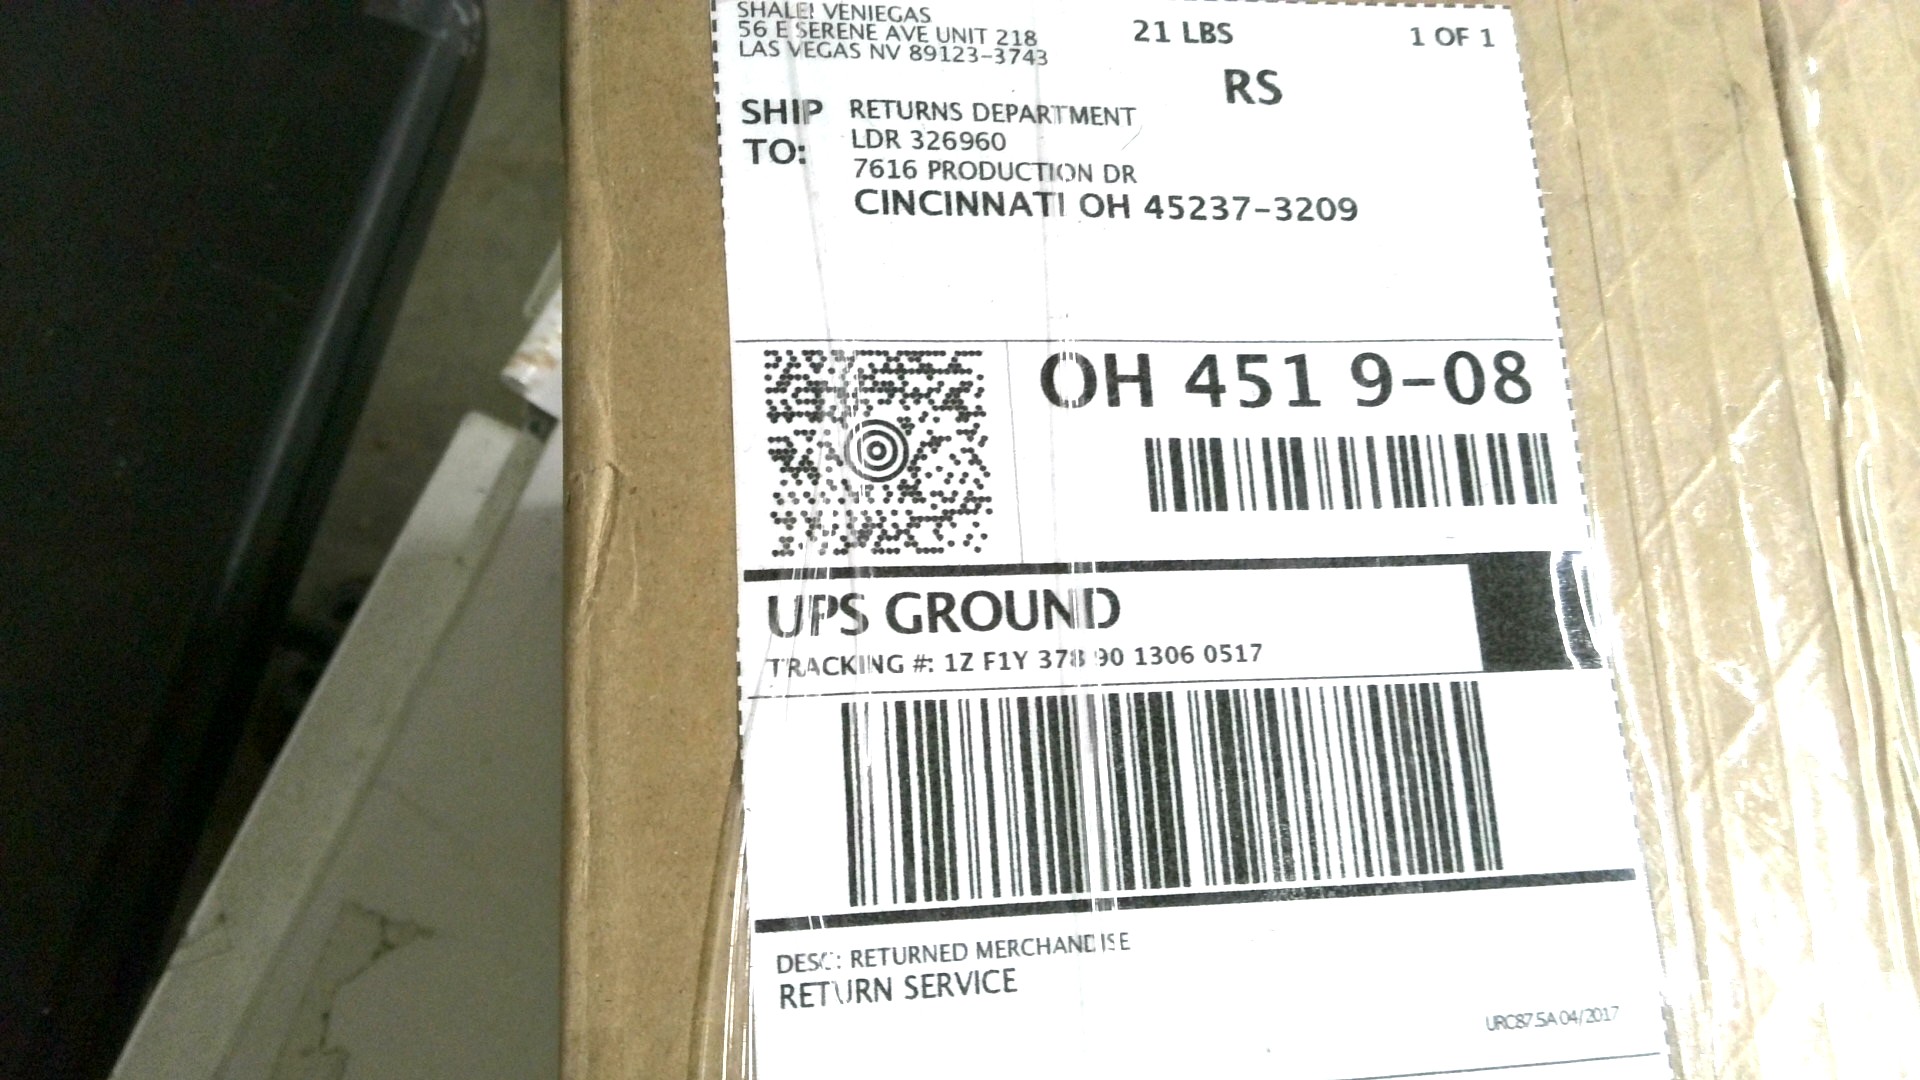 SHALEI VENIEGAS
56 E SERENE AVE UNIT 218
LAS VEGAS NV 89123-3743
21 LBS
1 OF 1
RS
SHIP TO:
RETURNS DEPARTMENT
LDR 326960
7616 PRODUCTION DR
CINCINNATI OH 45237-3209
OH 451 9-08
UPS GROUND
TRACKING #: 1Z F1Y 378 90 1306 0517
DESC: RETURNED MERCHANDISE
RETURN SERVICE
URC87.5A 04/2017